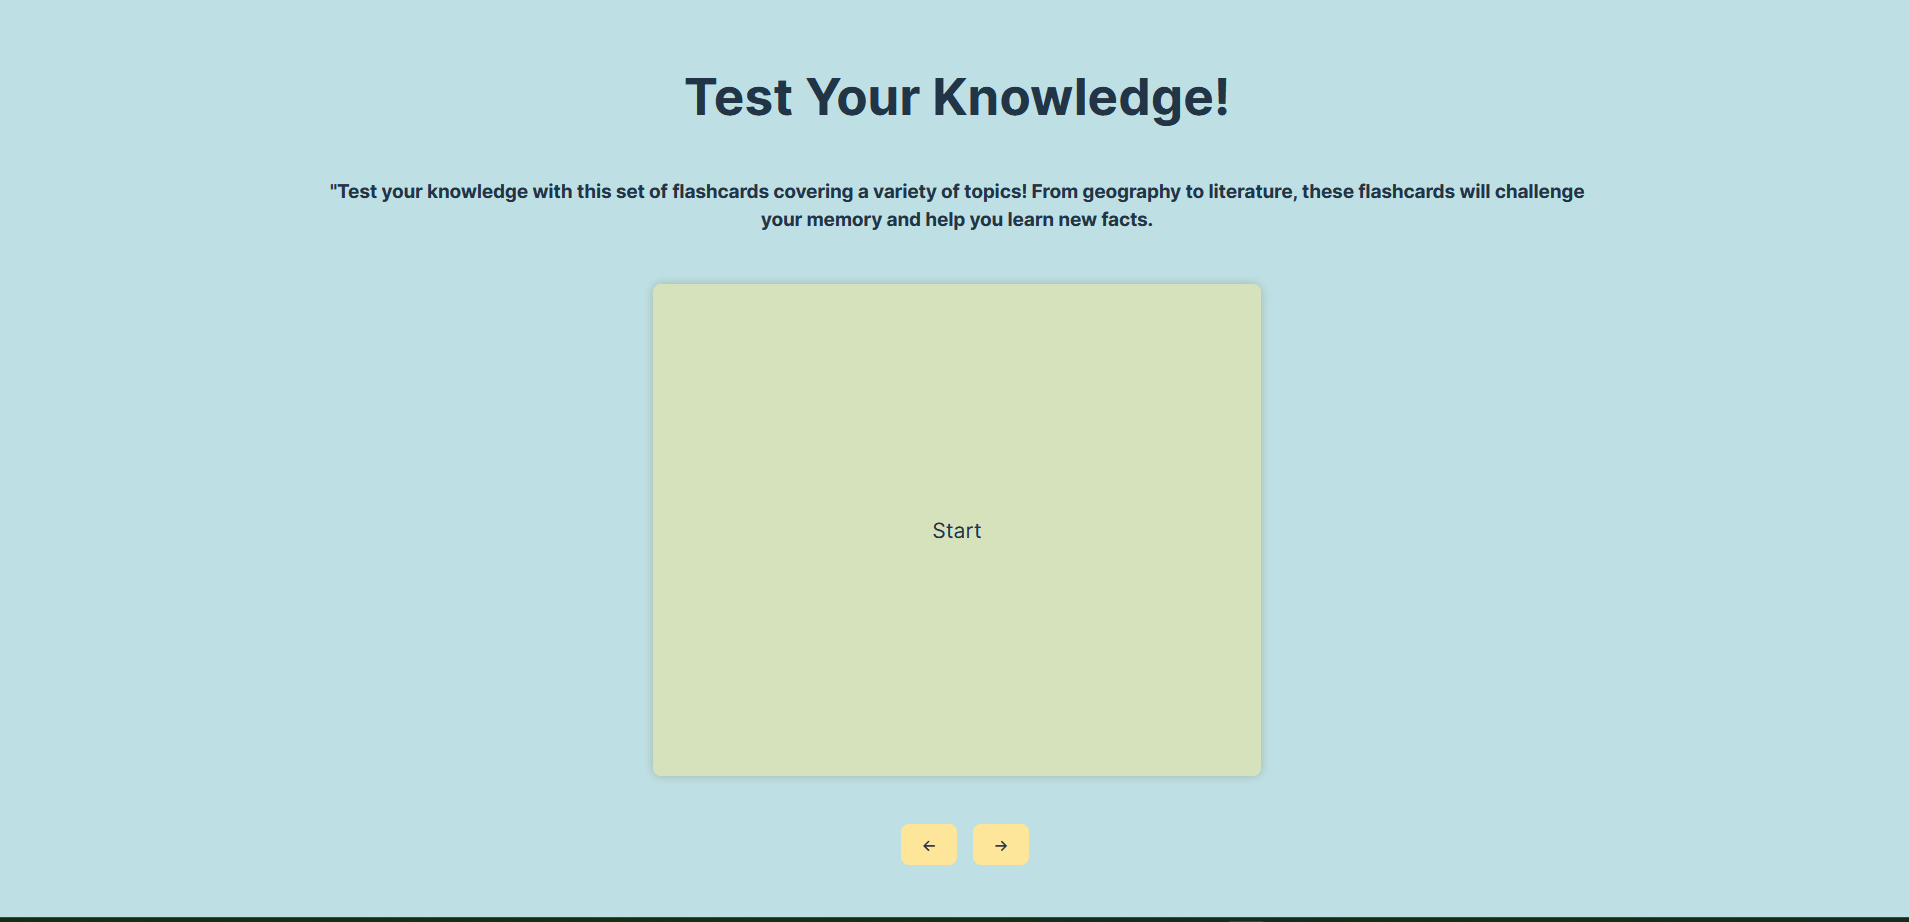 Test Your Knowledge!
"Test your knowledge with this set of flashcards covering a variety of topics! From geography to literature, these flashcards will challenge
your memory and help you learn new facts.
Start
← →